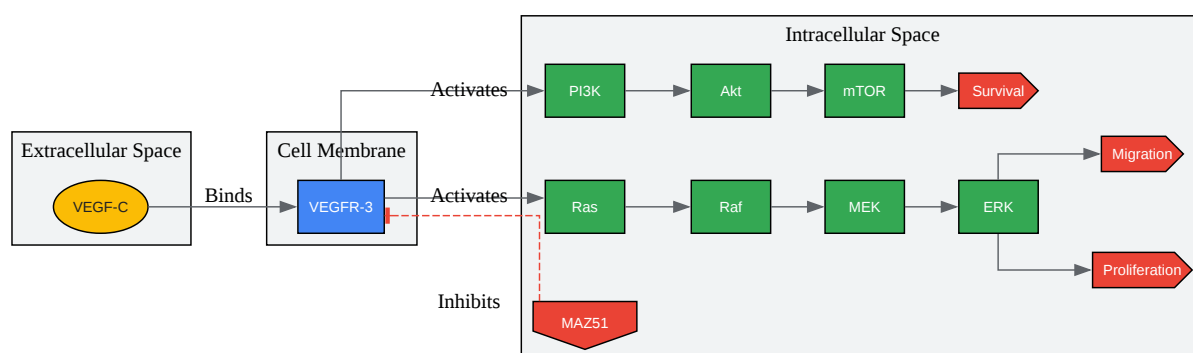 Intracellular Space
Activates
PI3K
Akt
mTOR
Survival
Extracellular Space
Cell Membrane
Migration
VEGF-C
Binds
VEGFR-3
Activates
Ras
Raf
MEK
ERK
Proliferation
Inhibits
MAZ51